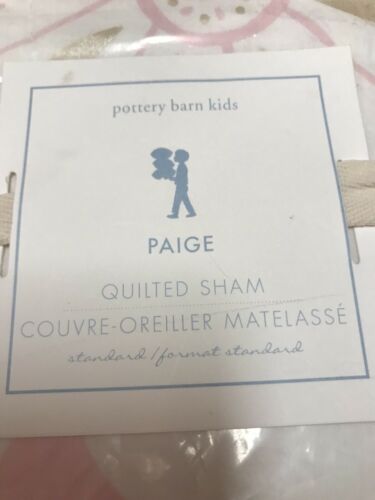 pottery barn kids
PAIGE
QUILTED SHAM
COUVRE-OREILLER MATELASSÉ
standard / format standard